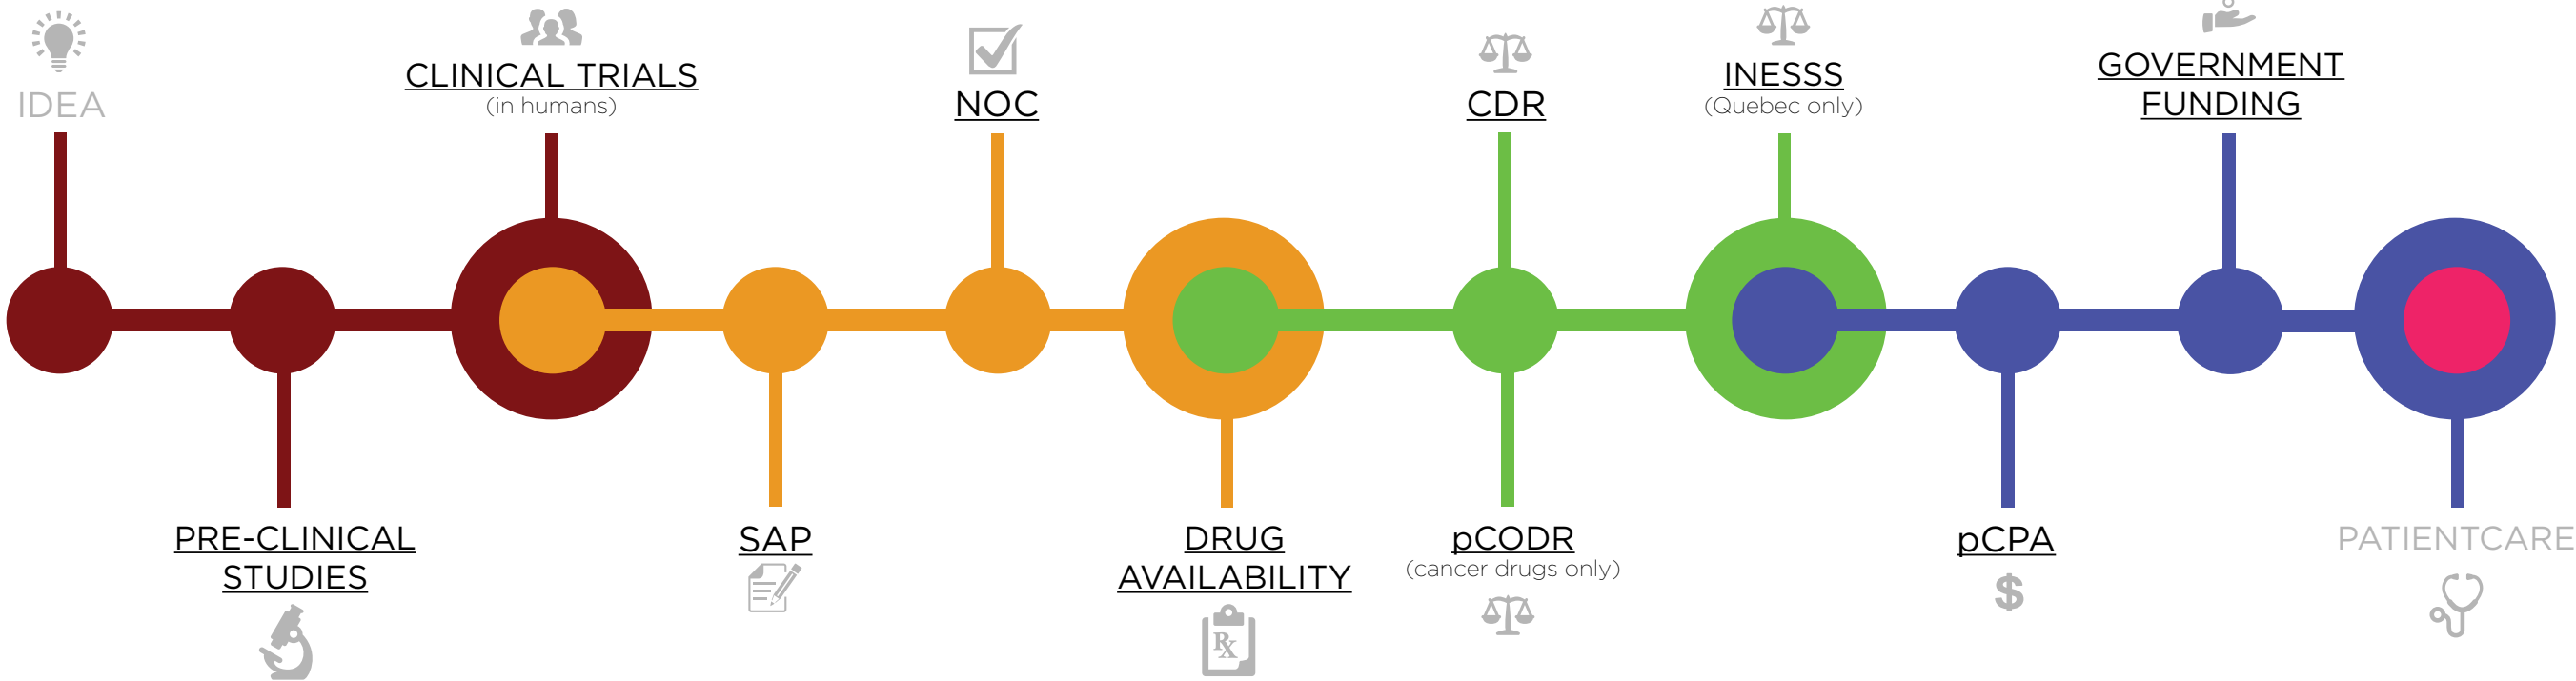 IDEA
CLINICAL TRIALS
(in humans)
NOC
CDR
INESSS
(Quebec only)
GOVERNMENT
FUNDING
PRE-CLINICAL
STUDIES
SAP
DRUG
AVAILABILITY
Rx
pCODR
(cancer drugs only)
pCPA
$
PATIENTCARE